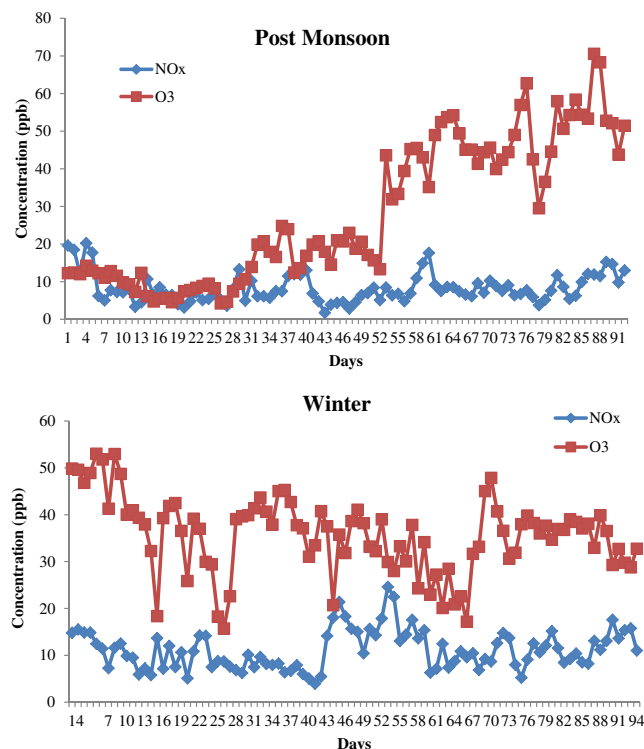 Post Monsoon
NOx
O3
Concentration (ppb)
80
70
60
50
40
30
20
10
0
1 4 7 10 13 16 19 22 25 28 31 34 37 40 43 46 49 52 55 58 61 64 67 70 73 76 79 82 85 88 91
Days
Winter
NOx
O3
Concentration (ppb)
60
50
40
30
20
10
0
14 7 10 13 16 19 22 25 28 31 34 37 40 43 46 49 52 55 58 61 64 67 70 73 76 79 82 85 88 91 94
Days